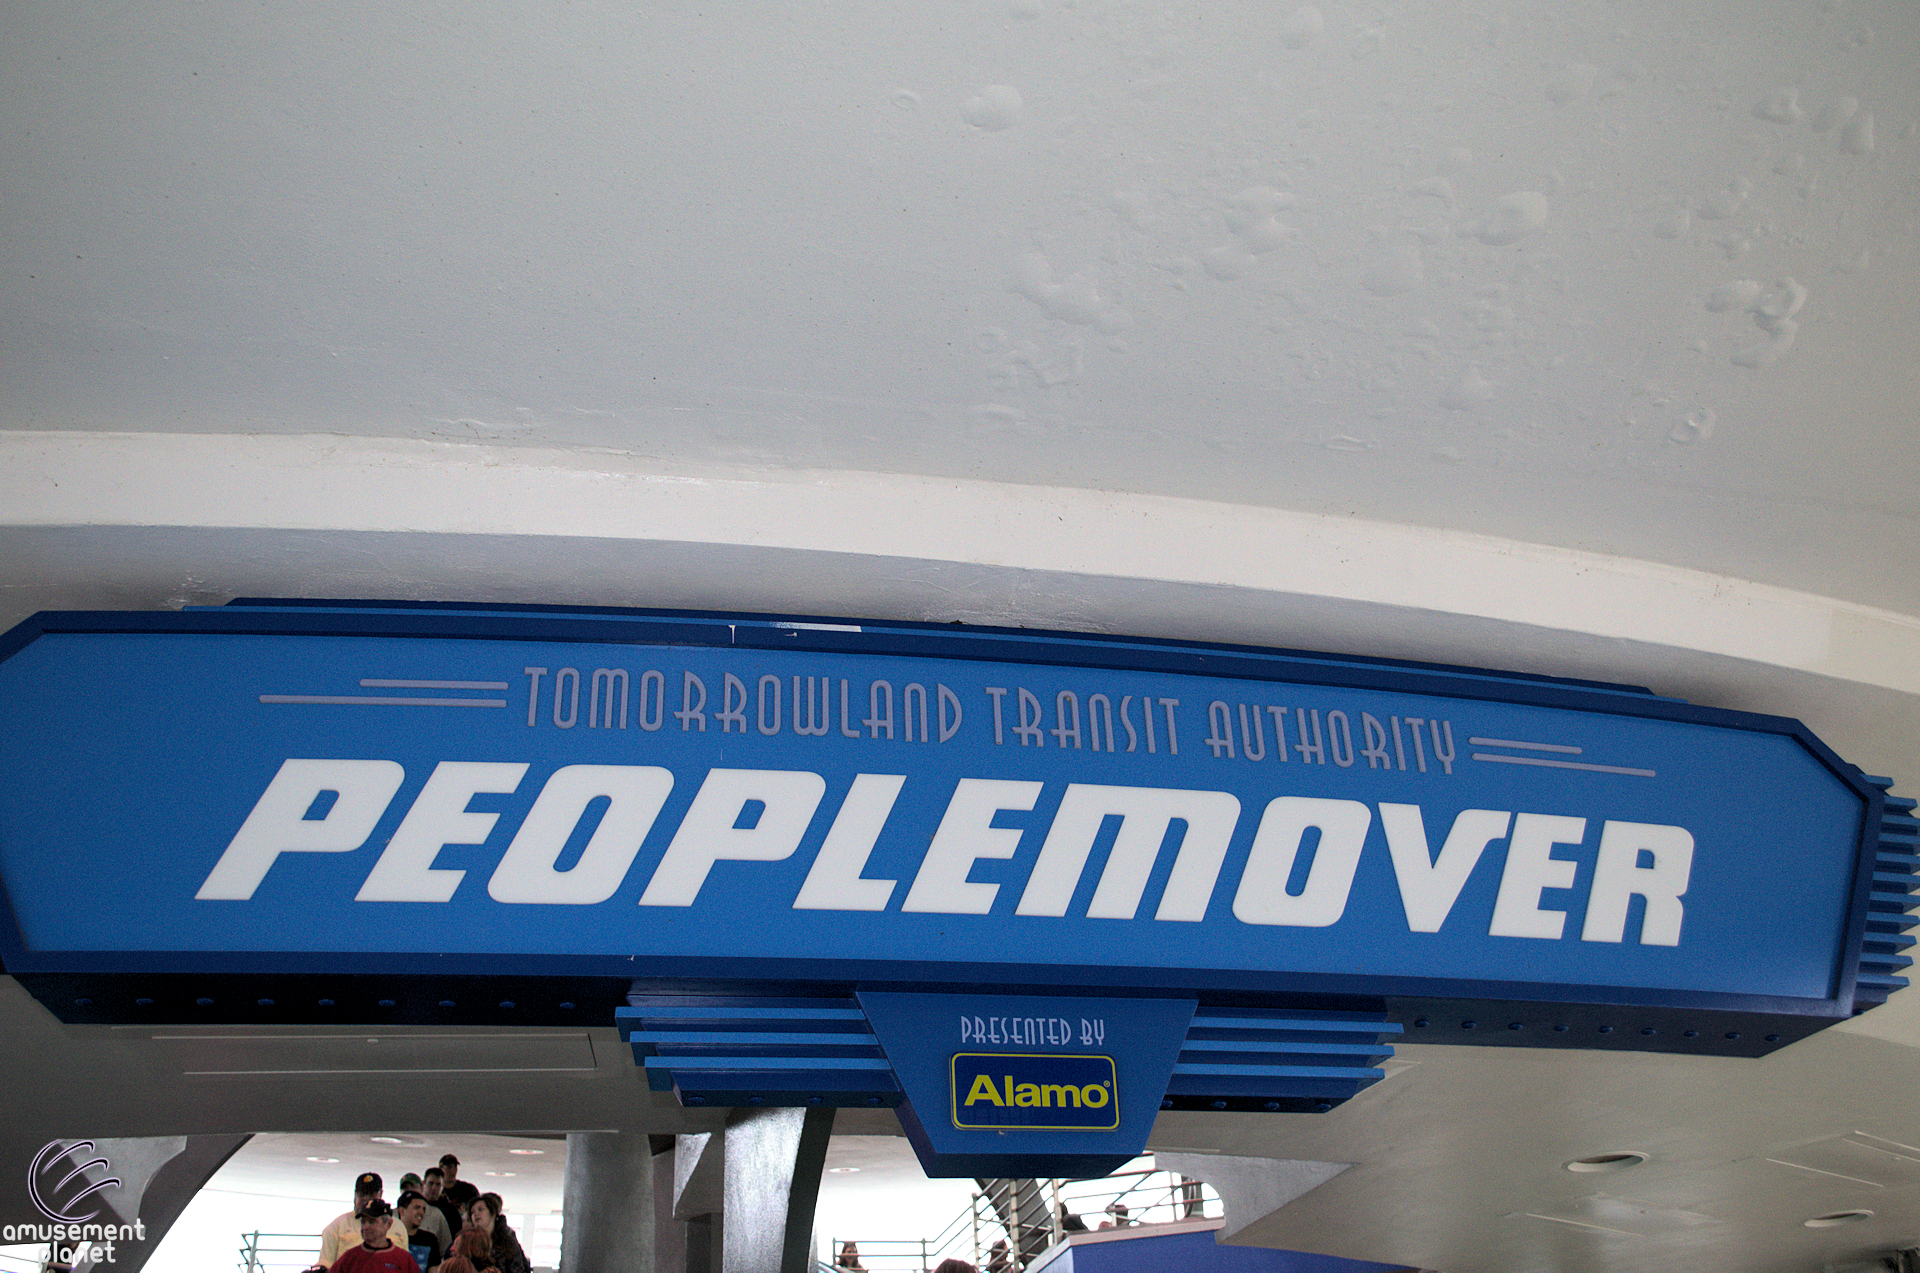 TOMORROWLAND TRANSIT AUTHORITY
PEOPLEMOVER
PRESENTED BY
Alamo®
amusement
planet